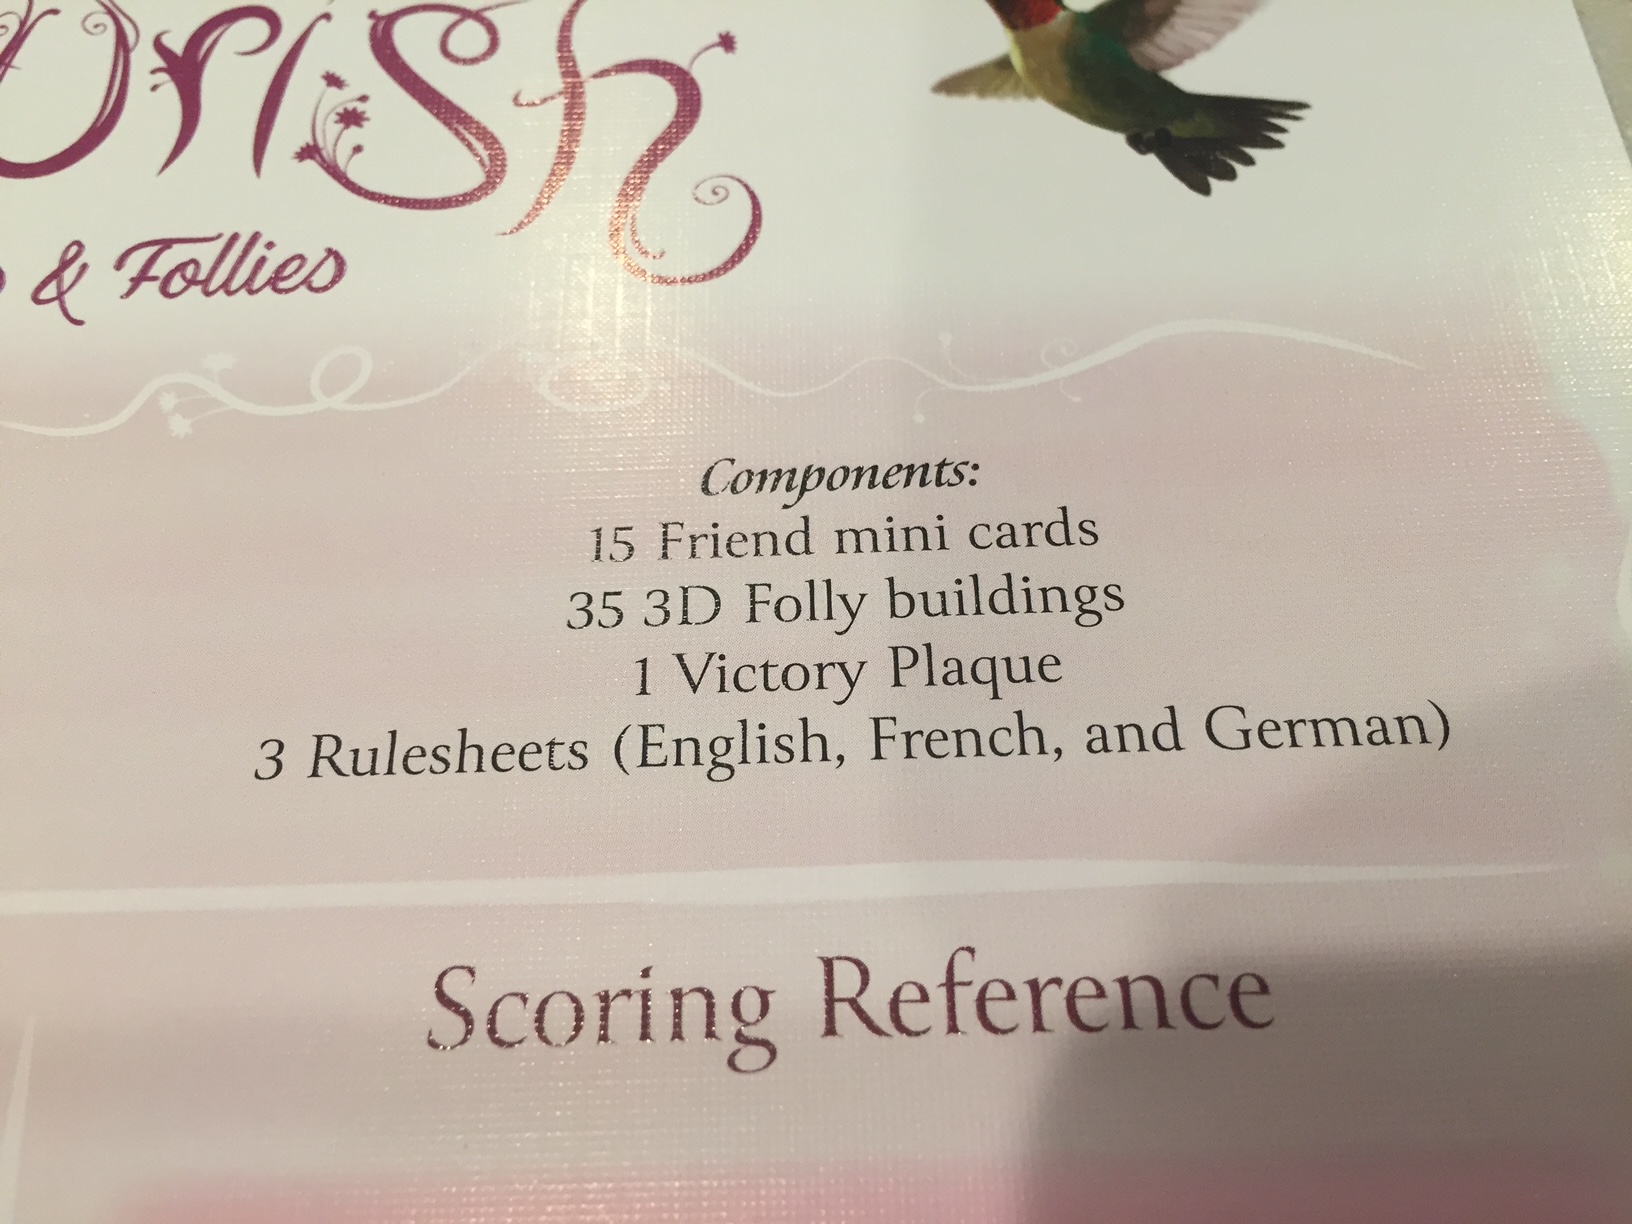 urish
& Follies
Components:
15 Friend mini cards
35 3D Folly buildings
1 Victory Plaque
3 Rulesheets (English, French, and German)
Scoring Reference